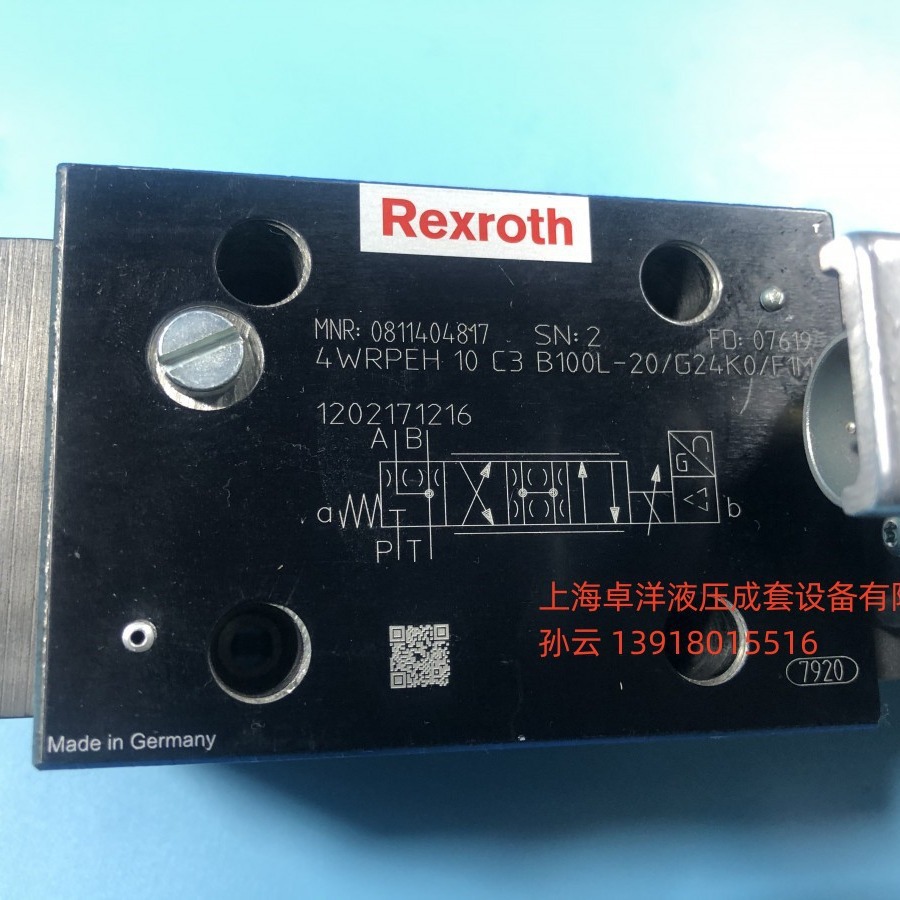 Rexroth
MNR: 0811404817 SN: 2 FD: 07619
4WRPEH 10 C3 B100L-20/G24K0/F1M
1202171216
A B
a b
P T
上海卓洋液压成套设备有
孙云 13918015516
7920
Made in Germany